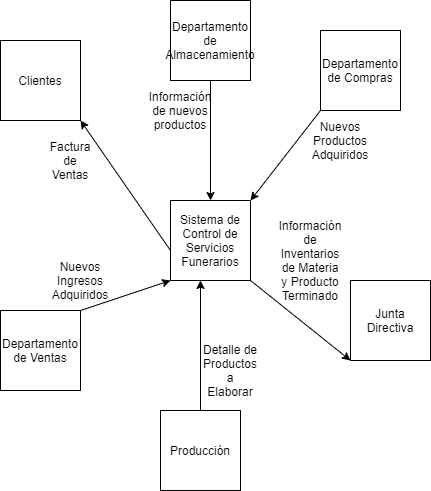 Departamento
de
Almacenamiento
Departamento
de Compras
Clientes
Información
de nuevos
productos
Nuevos
Productos
Adquiridos
Factura
de
Ventas
Sistema de
Control de
Servicios
Funerarios
Información
de
Inventarios
de Materia
y Producto
Terminado
Nuevos
Ingresos
Adquiridos
Junta
Directiva
Departamento
de Ventas
Detalle de
Productos
a
Elaborar
Producción